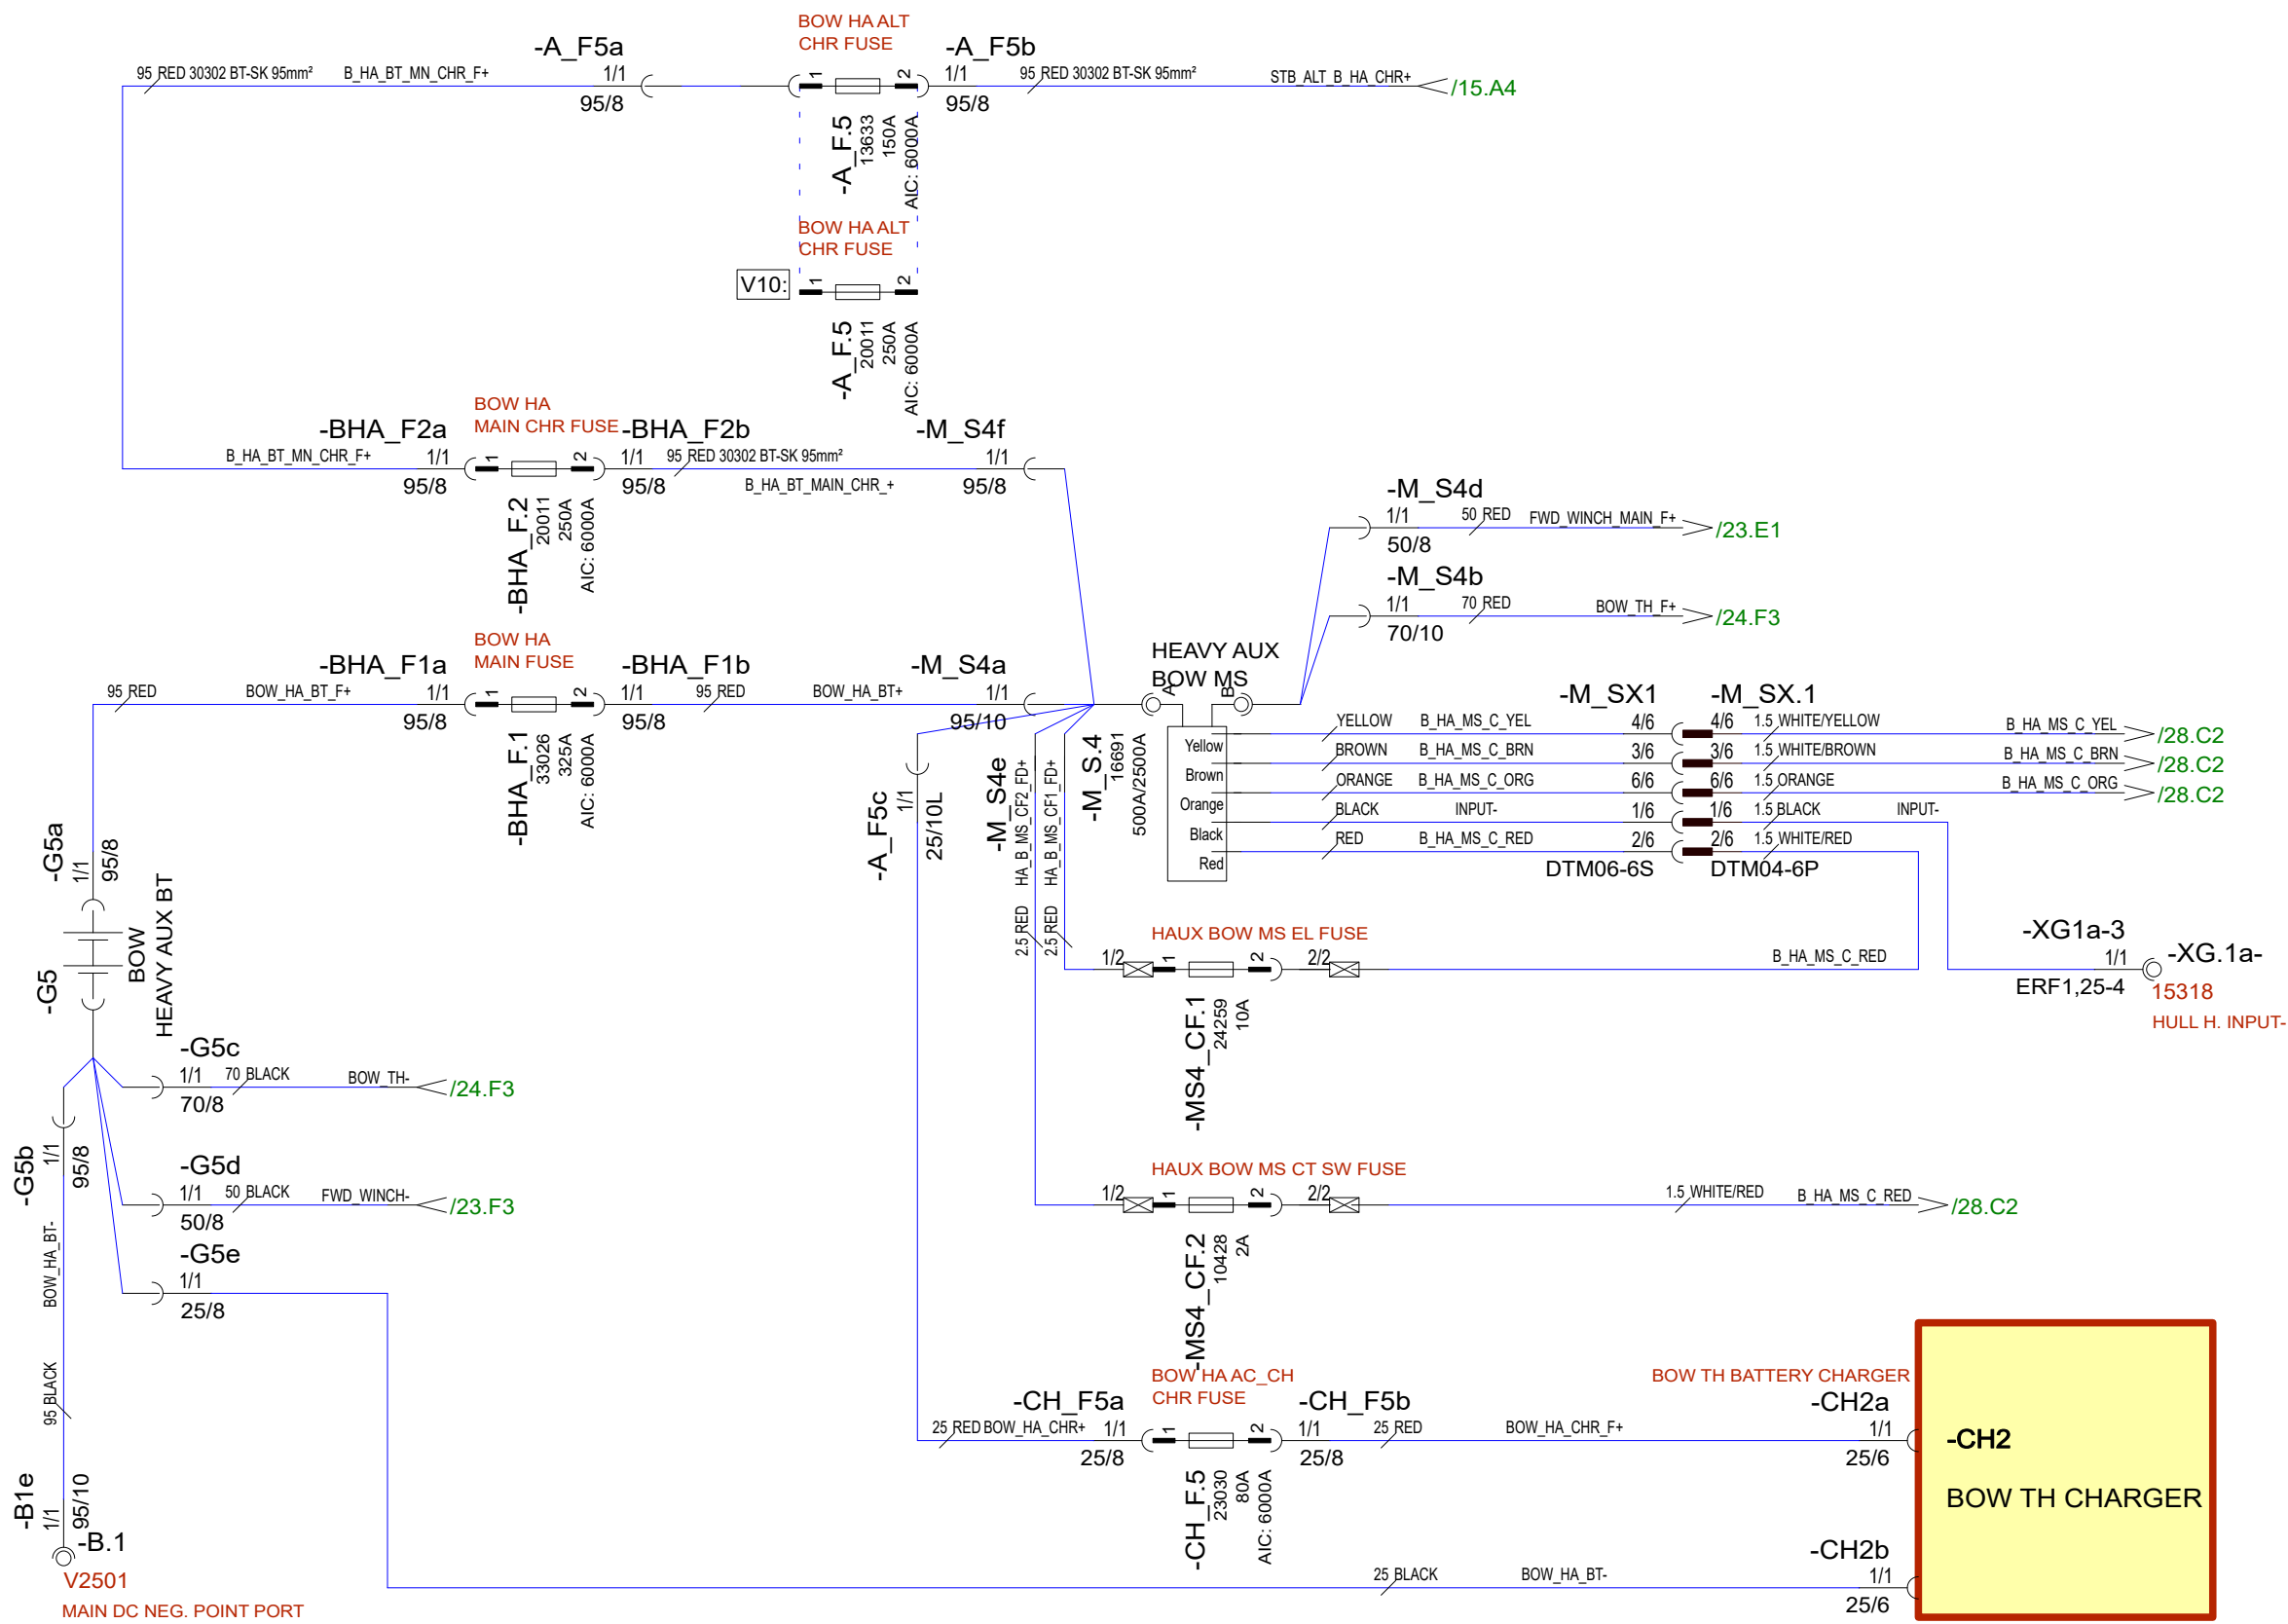 BOW HA ALT
CHR FUSE
-A_F5a
-A_F5b
95 RED 30302 BT-SK 95mm²
B_HA_BT_MN_CHR_F+
1/1
1
2
1/1
95 RED 30302 BT-SK 95mm²
STB_ALT_B_HA_CHR+
/15.A4
95/8
95/8
-A_F.5
13633
150A
AIC: 6000A
BOW HA ALT
CHR FUSE
V10:
1
2
-A_F.5
20011
250A
AIC: 6000A
BOW HA
MAIN CHR FUSE
-BHA_F2a
-BHA_F2b
-M_S4f
B_HA_BT_MN_CHR_F+
1/1
1
2
1/1
95 RED 30302 BT-SK 95mm²
1/1
95/8
95/8
B_HA_BT_MAIN_CHR_+
95/8
-BHA_F.2
20011
250A
AIC: 6000A
-M_S4d
1/1
50 RED
FWD_WINCH_MAIN_F+
/23.E1
50/8
-M_S4b
1/1
70 RED
BOW_TH_F+
/24.F3
70/10
BOW HA
MAIN FUSE
-BHA_F1a
-BHA_F1b
-M_S4a
95 RED
BOW_HA_BT_F+
1/1
1
2
1/1
95 RED
BOW_HA_BT+
1/1
95/8
95/8
95/10
-BHA_F.1
33026
325A
AIC: 6000A
HEAVY AUX
BOW MS
A
B
-M_S.4
16691
500A/2500A
Yellow
Brown
Orange
Black
Red
-M_SX1
-M_SX.1
YELLOW
B_HA_MS_C_YEL
4/6
4/6
1.5 WHITE/YELLOW
B_HA_MS_C_YEL
/28.C2
BROWN
B_HA_MS_C_BRN
3/6
3/6
1.5 WHITE/BROWN
B_HA_MS_C_BRN
/28.C2
ORANGE
B_HA_MS_C_ORG
6/6
6/6
1.5 ORANGE
B_HA_MS_C_ORG
/28.C2
BLACK
INPUT-
1/6
1/6
1.5 BLACK
INPUT-
RED
B_HA_MS_C_RED
2/6
2/6
1.5 WHITE/RED
DTM06-6S
DTM04-6P
-A_F5c
1/1
25/10L
-M_S4e
2.5 RED
HA_B_MS_CF2_FD+
2.5 RED
HA_B_MS_CF1_FD+
-G5a
1/1
95/8
-G5
BOW
HEAVY AUX BT
HAUX BOW MS EL FUSE
1/2
1
2
2/2
B_HA_MS_C_RED
-MS4_CF.1
24259
10A
-XG1a-3
1/1
-XG.1a-
ERF1,25-4
15318
HULL H. INPUT-
-G5c
1/1
70 BLACK
BOW_TH-
/24.F3
70/8
-G5b
1/1
95/8
-G5d
1/1
50 BLACK
FWD_WINCH-
/23.F3
50/8
-G5e
1/1
25/8
BOW_HA_BT-
95 BLACK
HAUX BOW MS CT SW FUSE
1/2
1
2
2/2
1.5 WHITE/RED
B_HA_MS_C_RED
/28.C2
-MS4_CF.2
10428
2A
BOW HA AC_CH
CHR FUSE
-CH_F5a
-CH_F5b
25 RED
BOW_HA_CHR+
1/1
1
2
1/1
25 RED
BOW_HA_CHR_F+
25/8
25/8
-CH_F.5
23030
80A
AIC: 6000A
BOW TH BATTERY CHARGER
-CH2a
1/1
25/6
-CH2
BOW TH CHARGER
-CH2b
25 BLACK
BOW_HA_BT-
1/1
25/6
-B1e
1/1
95/10
-B.1
V2501
MAIN DC NEG. POINT PORT